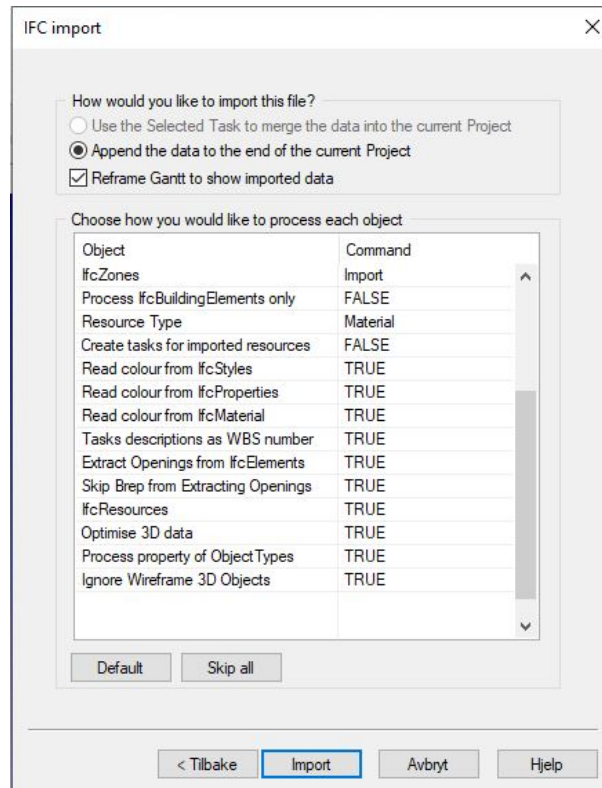 IFC import
How would you like to import this file?
Use the Selected Task to merge the data into the current Project
Append the data to the end of the current Project
Reframe Gantt to show imported data
Choose how you would like to process each object
Object Command
IfcZones Import
Process IfcBuildingElements only FALSE
Resource Type Material
Create tasks for imported resources FALSE
Read colour from IfcStyles TRUE
Read colour from IfcProperties TRUE
Read colour from IfcMaterial TRUE
Tasks descriptions as WBS number TRUE
Extract Openings from IfcElements TRUE
Skip Brep from Extracting Openings TRUE
IfcResources TRUE
Optimise 3D data TRUE
Process property of ObjectTypes TRUE
Ignore Wireframe 3D Objects TRUE
Default Skip all
< Tilbake Import Avbryt Hjelp